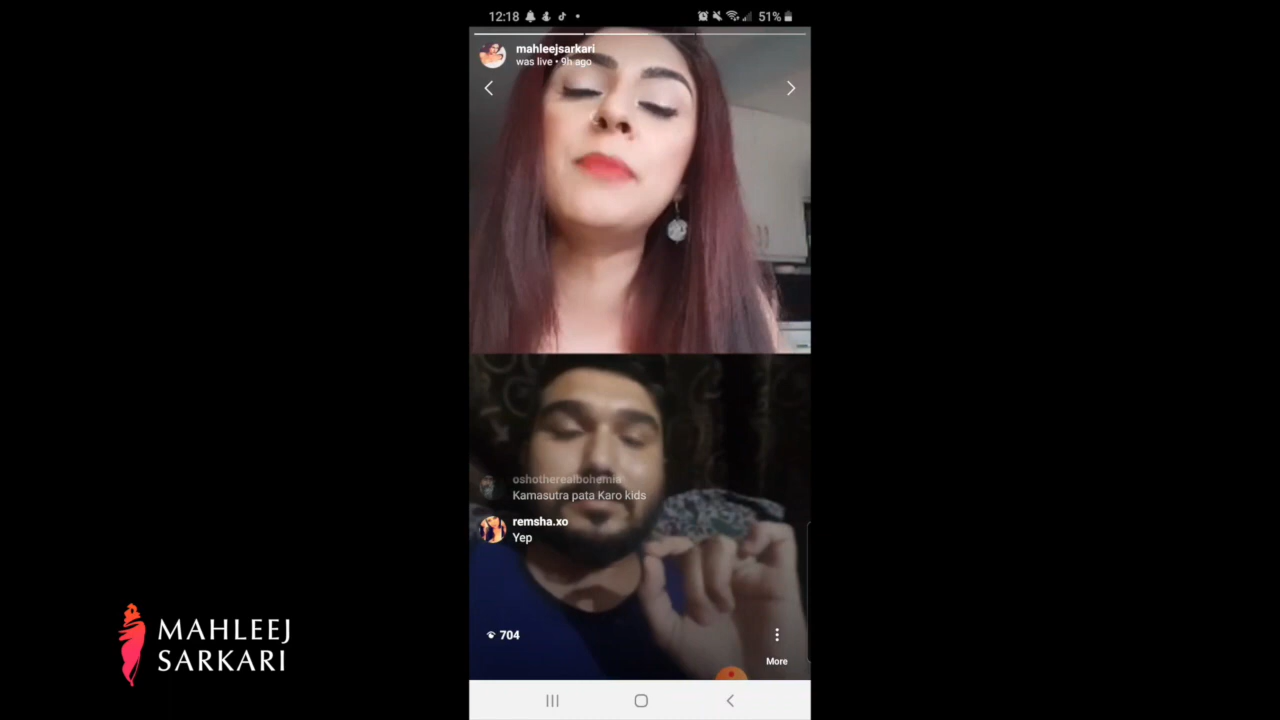 12:18
51%
mahleejsarkari
was live • 9h ago
oshotherealbohemia
Kamasutra pata Karo kids
remsha.xo
Yep
704
More
MAHLEEJ
SARKARI